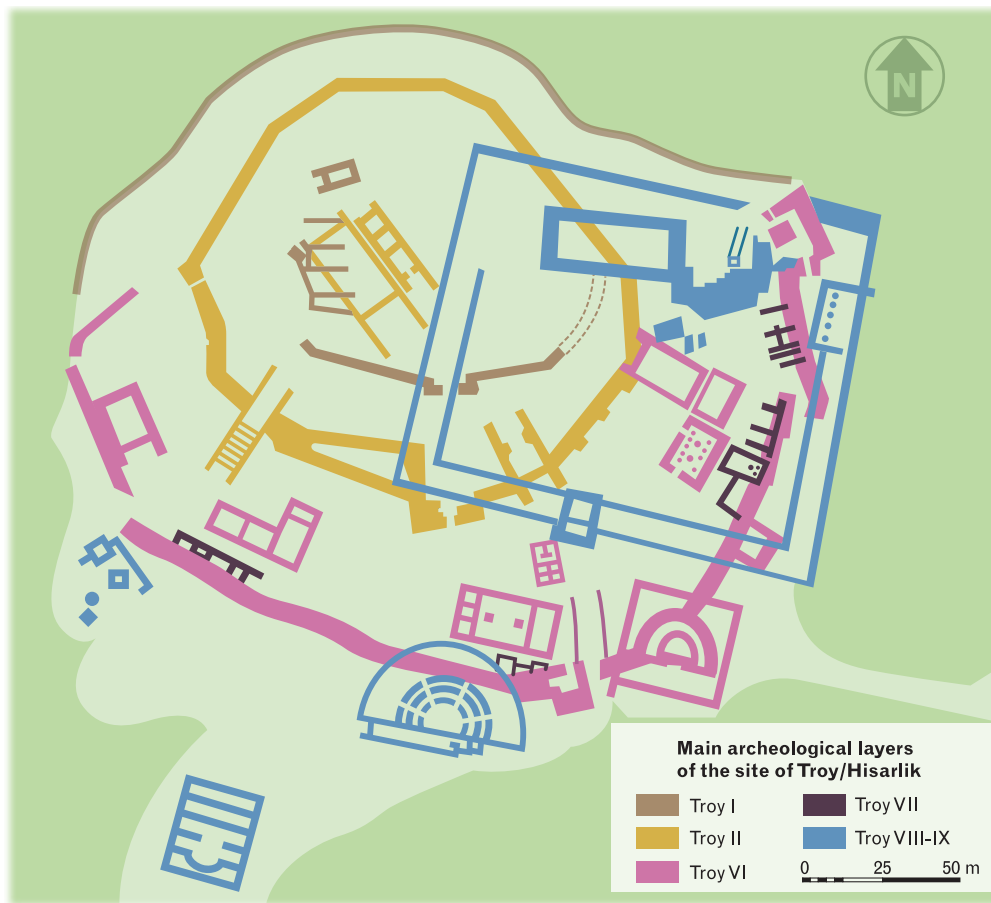 N
Main archeological layers
of the site of Troy/Hisarlik
Troy I
Troy II
Troy VI
Troy VII
Troy VIII-IX
0 25 50 m